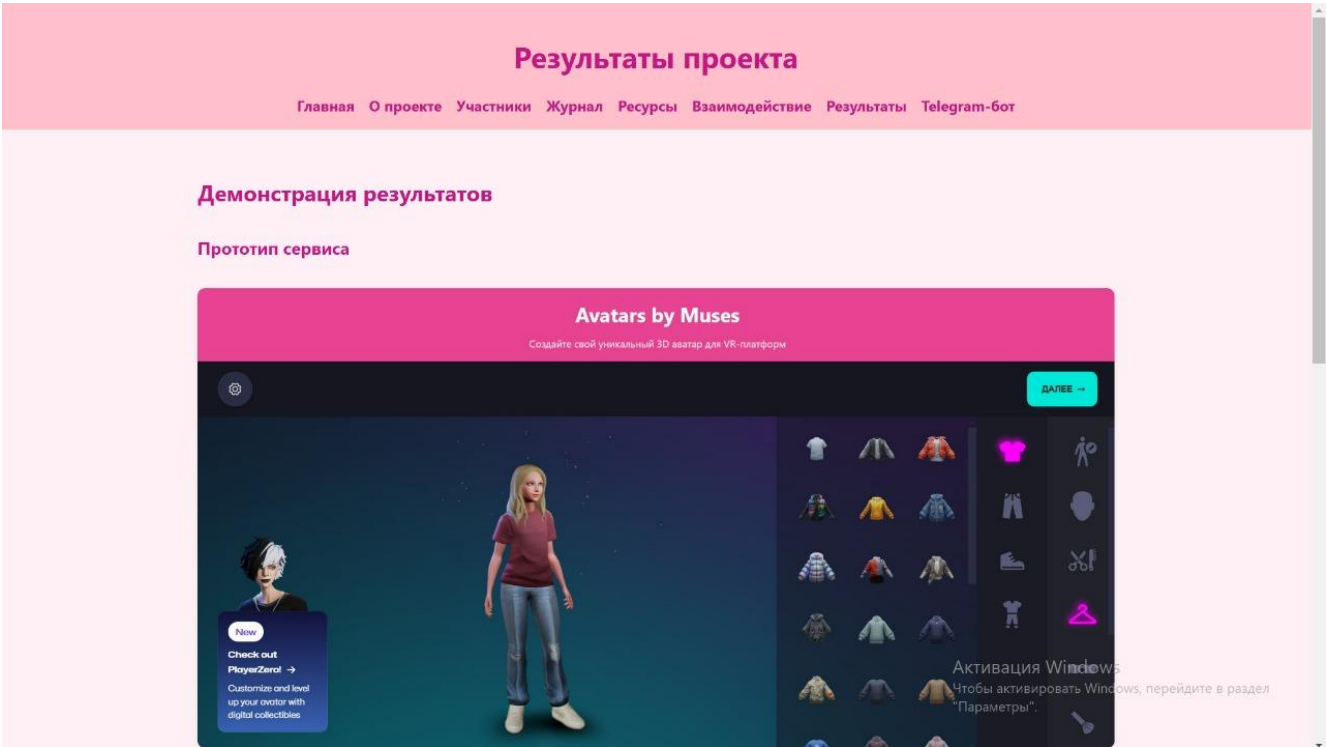 Результаты проекта
Главная О проекте Участники Журнал Ресурсы Взаимодействие Результаты Telegram-бот
Демонстрация результатов
Прототип сервиса
Avatars by Muses
Создайте свой уникальный 3D аватар для VR-платформ
ДАЛЕЕ →
New
Check out
PlayerZero! →
Customize and level
up your avatar with
digital collectibles
Активация Windows
Чтобы активировать Windows, перейдите в раздел
"Параметры".